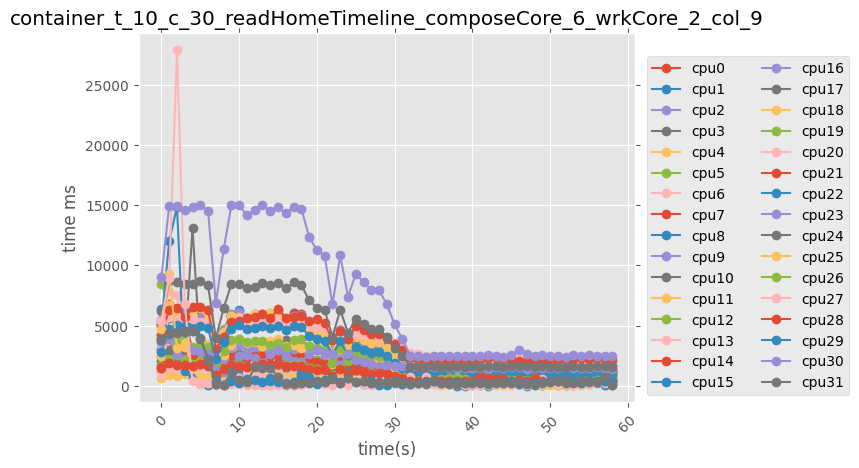 container_t_10_c_30_readHomeTimeline_composeCore_6_wrkCore_2_col_9
time ms
25000
20000
15000
10000
5000
0
0
10
20
30
40
50
60
time(s)
cpu0
cpu1
cpu2
cpu3
cpu4
cpu5
cpu6
cpu7
cpu8
cpu9
cpu10
cpu11
cpu12
cpu13
cpu14
cpu15
cpu16
cpu17
cpu18
cpu19
cpu20
cpu21
cpu22
cpu23
cpu24
cpu25
cpu26
cpu27
cpu28
cpu29
cpu30
cpu31